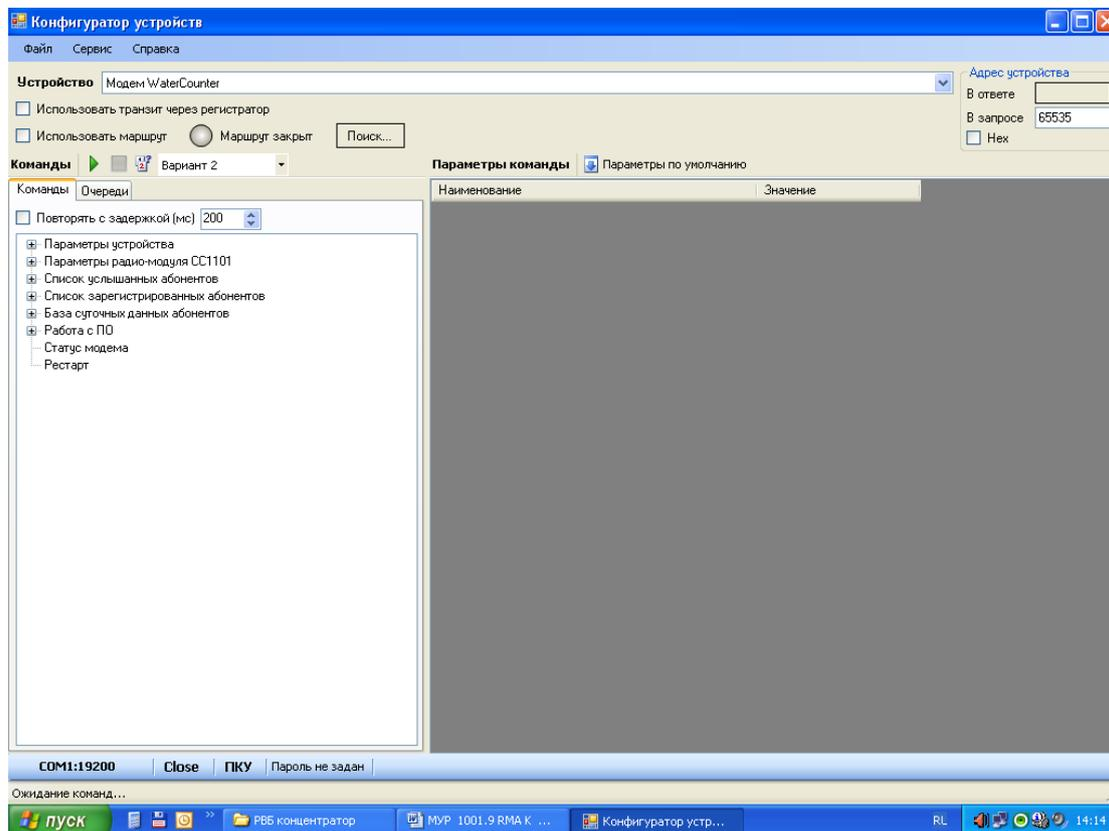 Конфигуратор устройств
Файл Сервис Справка
Устройство Модем WaterCounter
Адрес устройства
В ответе
Использовать транзит через регистратор
В запросе 65535
Использовать маршрут Маршрут закрыт Поиск...
Hex
Команды Вариант 2 Параметры команды Параметры по умолчанию
Команды Очереди Наименование Значение
Повторять с задержкой (мс) 200
Параметры устройства
Параметры радио-модуля CC1101
Список услышанных абонентов
Список зарегистрированных абонентов
База суточных данных абонентов
Работа с ПО
Статус модема
Рестарт
COM1:19200 Close ПКУ Пароль не задан
Ожидание команд...
пуск РВБ концентратор МУР 1001.9 RMA K ... Конфигуратор устр... RL 14:14